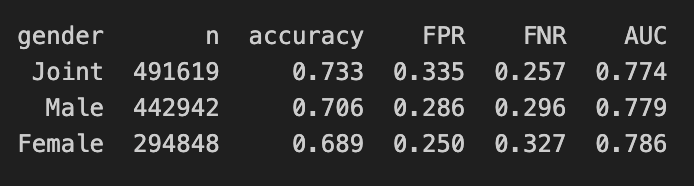 gender n accuracy FPR FNR AUC
Joint 491619 0.733 0.335 0.257 0.774
Male 442942 0.706 0.286 0.296 0.779
Female 294848 0.689 0.250 0.327 0.786